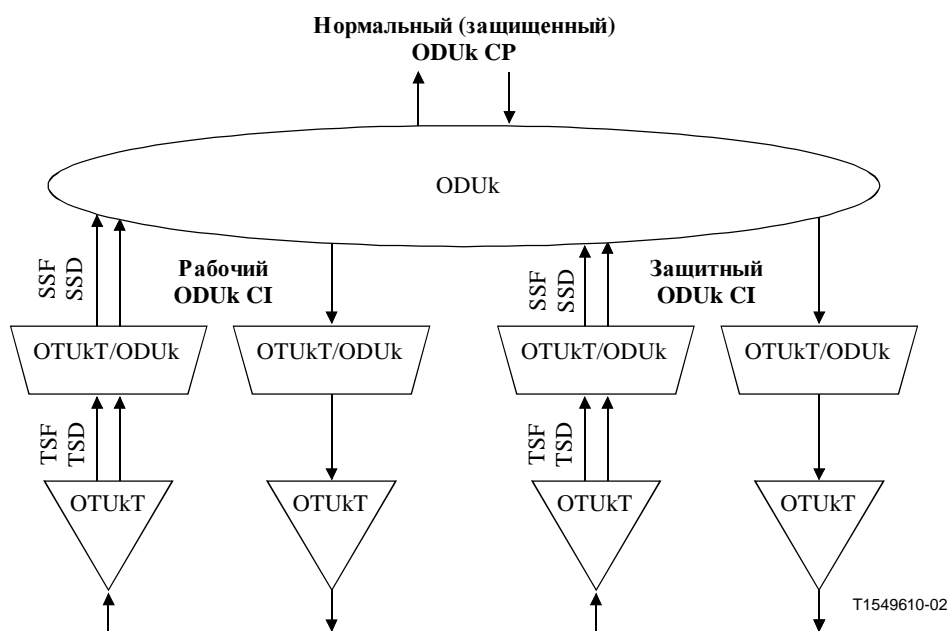 Нормальный (защищенный)
ODUk CP
ODUk
SSF
SSD
Рабочий
ODUk CI
SSF
SSD
Защитный
ODUk CI
OTUkT/ODUk
OTUkT/ODUk
OTUkT/ODUk
OTUkT/ODUk
TSF
TSD
TSF
TSD
OTUkT
OTUkT
OTUkT
OTUkT
T1549610-02